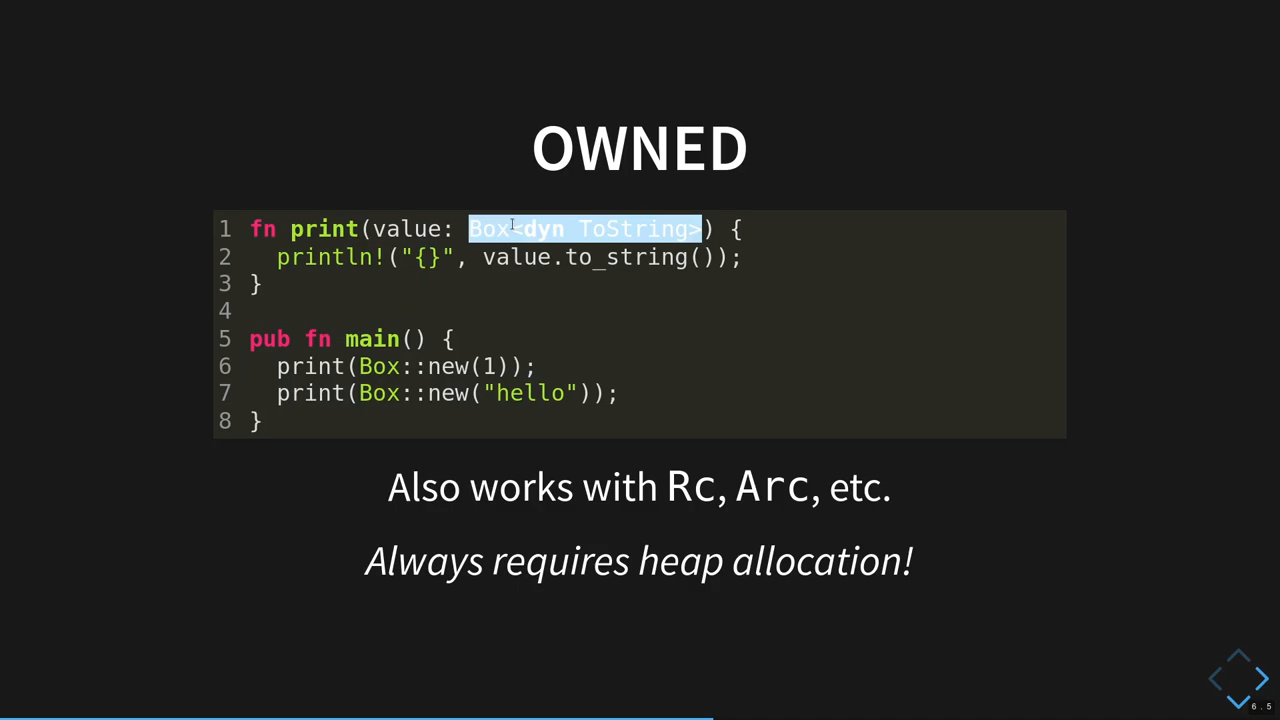 OWNED
1 fn print(value: Box<dyn ToString>) {
2   println!("{}", value.to_string());
3 }
4
5 pub fn main() {
6   print(Box::new(1));
7   print(Box::new("hello"));
8 }
Also works with Rc, Arc, etc.
Always requires heap allocation!
6.5